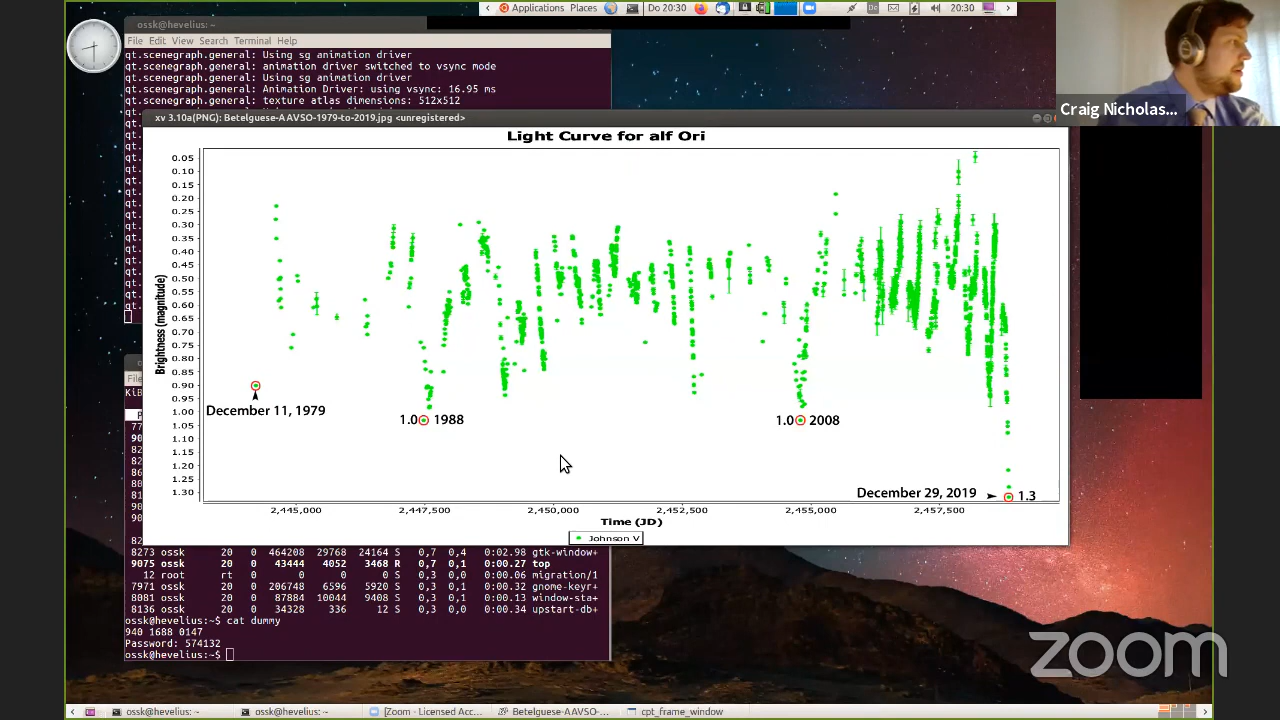 Applications Places Do 20:30 De 20:30
ossk@hevelius: ~
File Edit View Search Terminal Help
qt.scenegraph.general: Using sg animation driver
qt.scenegraph.general: animation driver switched to vsync mode
qt.scenegraph.general: Using sg animation driver
qt.scenegraph.general: Animation Driver: using vsync: 16.95 ms
qt.scenegraph.general: texture atlas dimensions: 512x512
Craig Nicholas...
xv 3.10a(PNG): Betelguese-AAVSO-1979-to-2019.jpg <unregistered>
Light Curve for alf Ori
Brightness (magnitude)
0.05
0.10
0.15
0.20
0.25
0.30
0.35
0.40
0.45
0.50
0.55
0.60
0.65
0.70
0.75
0.80
0.85
0.90
0.95
1.00
1.05
1.10
1.15
1.20
1.25
1.30
December 11, 1979
1.0 1988
1.0 2008
December 29, 2019 1.3
2,445,000 2,447,500 2,450,000 2,452,500 2,455,000 2,457,500
Time (JD)
Johnson V
8273 ossk 20 0 464208 29768 24164 S 0,7 0,4 0:02.98 gtk-window+
9075 ossk 20 0 43444 4052 3468 R 0,7 0,1 0:00.27 top
12 root rt 0 0 0 0 S 0,3 0,0 0:00.06 migration/1
7971 ossk 20 0 206748 6596 5920 S 0,3 0,1 0:00.32 gnome-keyr+
8081 ossk 20 0 87884 10044 9408 S 0,3 0,1 0:00.13 window-sta+
8136 ossk 20 0 34328 336 12 S 0,3 0,0 0:00.34 upstart-db+
ossk@hevelius:~$ cat dummy
940 1688 0147
Password: 574132
ossk@hevelius:~$
zoom
ossk@hevelius: ~ ossk@hevelius: ~ [Zoom - Licensed Acc... Betelguese-AAVSO-... cpt_frame_window